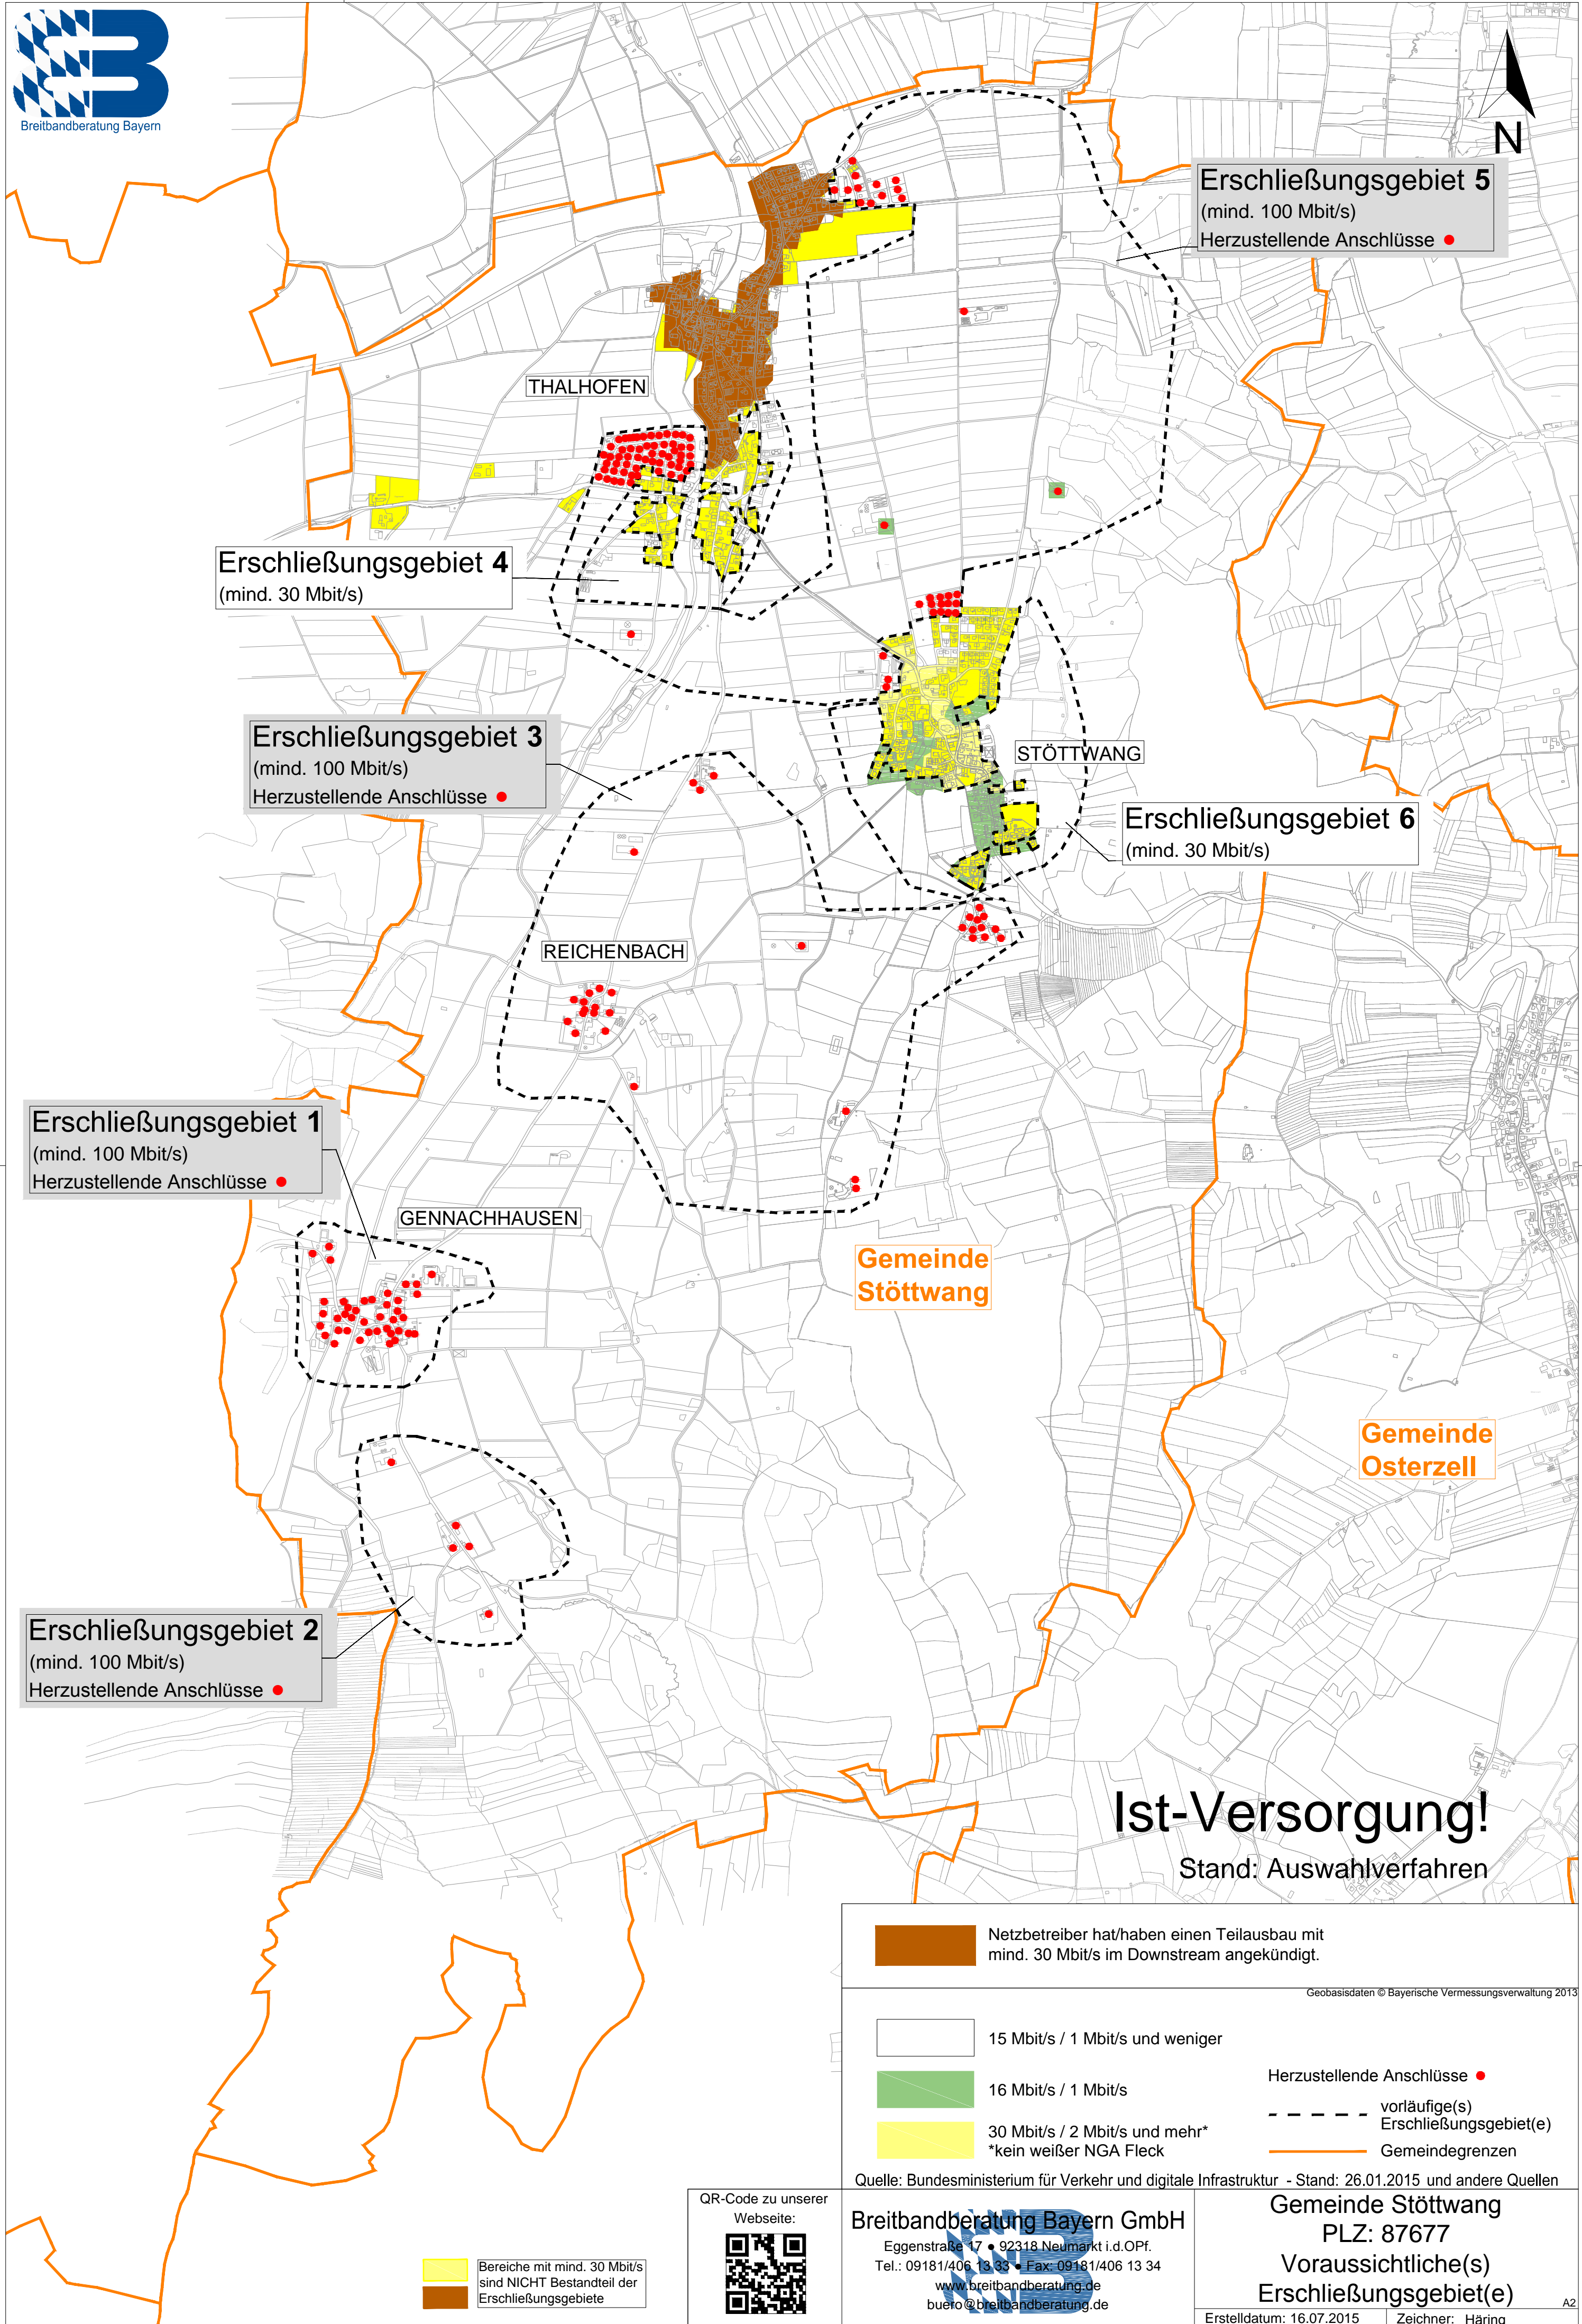 Breitbandberatung Bayern
N
Erschließungsgebiet 5
(mind. 100 Mbit/s)
Herzustellende Anschlüsse
THALHOFEN
Erschließungsgebiet 4
(mind. 30 Mbit/s)
Erschließungsgebiet 3
(mind. 100 Mbit/s)
Herzustellende Anschlüsse
STÖTTWANG
Erschließungsgebiet 6
(mind. 30 Mbit/s)
REICHENBACH
Erschließungsgebiet 1
(mind. 100 Mbit/s)
Herzustellende Anschlüsse
GENNACHHAUSEN
Gemeinde
Stöttwang
Gemeinde
Osterzell
Erschließungsgebiet 2
(mind. 100 Mbit/s)
Herzustellende Anschlüsse
Ist-Versorgung!
Stand: Auswahlverfahren
Netzbetreiber hat/haben einen Teilausbau mit
mind. 30 Mbit/s im Downstream angekündigt.
Geobasisdaten © Bayerische Vermessungsverwaltung 2013
15 Mbit/s / 1 Mbit/s und weniger
16 Mbit/s / 1 Mbit/s
30 Mbit/s / 2 Mbit/s und mehr*
*kein weißer NGA Fleck
Herzustellende Anschlüsse
vorläufige(s)
Erschließungsgebiet(e)
Gemeindegrenzen
Quelle: Bundesministerium für Verkehr und digitale Infrastruktur - Stand: 26.01.2015 und andere Quellen
Bereiche mit mind. 30 Mbit/s
sind NICHT Bestandteil der
Erschließungsgebiete
QR-Code zu unserer
Webseite:
Breitbandberatung Bayern GmbH
Eggenstraße 17 ● 92318 Neumarkt i.d.OPf.
Tel.: 09181/406 13 33 ● Fax: 09181/406 13 34
www.breitbandberatung.de
buero@breitbandberatung.de
Gemeinde Stöttwang
PLZ: 87677
Voraussichtliche(s)
Erschließungsgebiet(e)
A2
Erstelldatum: 16.07.2015
Zeichner: Häring